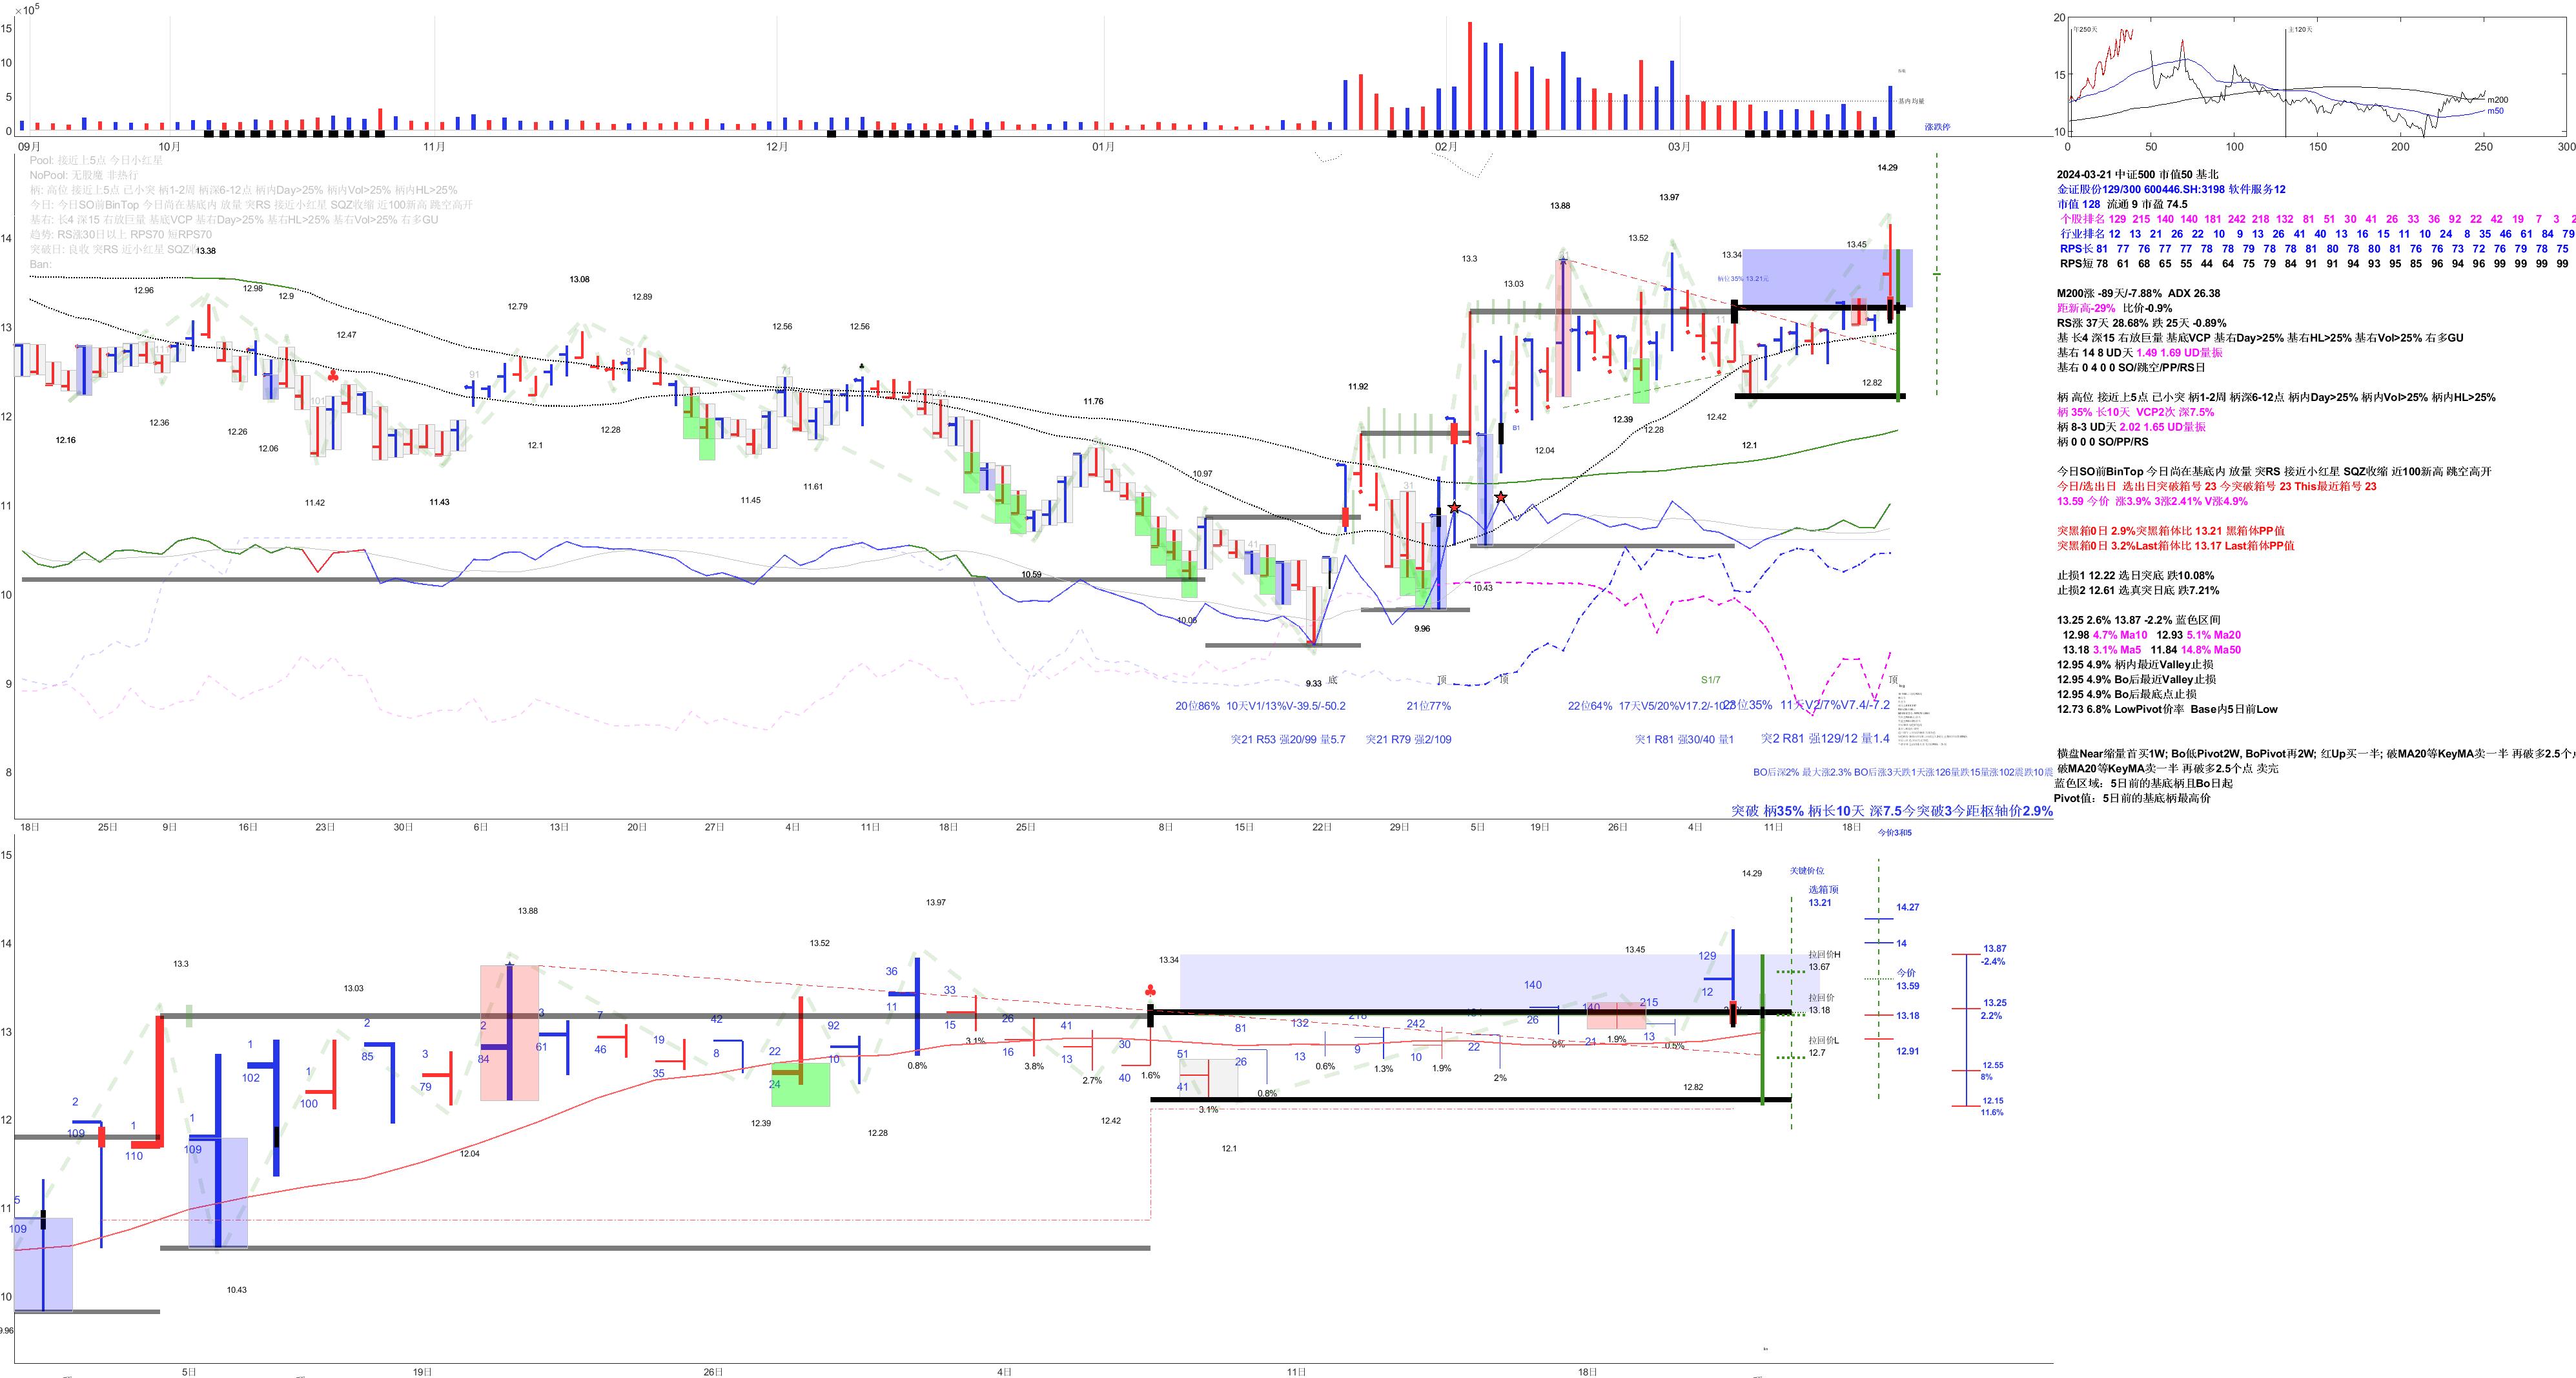 ×10⁵
15
10
5
0
09月
10月
11月
12月
01月
02月
03月
基内 均量
涨跌停
Pool: 接近上5点 今日小红星
NoPool: 无股魔 非热行
柄: 高位 接近上5点 已小突 柄1-2周 柄深6-12点 柄内Day>25% 柄内Vol>25% 柄内HL>25%
今日: 今日SO前BinTop 今日尚在基底内 放量 突RS 接近小红星 SQZ收缩 近100新高 跳空高开
基右: 长4 深15 右放巨量 基底VCP 基右Day>25% 基右HL>25% 基右Vol>25% 右多GU
趋势: RS涨30日以上 RPS70 短RPS70
突破日: 良收 突RS 近小红星 SQZ收
Ban:
14
13
12
11
10
9
8
12.16
12.96
13.38
12.36
12.98
12.26
12.06
12.9
11.42
12.47
11.43
12.79
12.1
13.08
12.28
12.89
11.45
12.56
11.61
12.56
10.59
11.76
10.05
10.97
9.33
底
11.92
9.96
13.3
10.43
13.03
12.04
13.88
12.39
13.52
12.28
13.97
12.42
13.34
12.1
13.45
12.82
14.29
柄位35% 13.21元
91
101
81
41
31
B1
顶
顶
顶
S1/7
20位86% 10天V1/13%V-39.5/-50.2
21位77%
22位64% 17天V5/20%V17.2/-10.2
23位35% 11天V2/7%V7.4/-7.2
突21 R53 强20/99 量5.7
突21 R79 强2/109
突1 R81 强30/40 量1
突2 R81 强129/12 量1.4
BO后深2% 最大涨2.3% BO后涨3天跌1天涨126量跌15量涨102震跌10震
突破 柄35% 柄长10天 深7.5今突破3今距枢轴价2.9%
18日
25日
9日
16日
23日
30日
6日
13日
20日
27日
4日
11日
18日
25日
8日
15日
22日
29日
5日
19日
26日
4日
11日
18日
今价3和5
20
15
10
年250天
主120天
m200
m50
0
50
100
150
200
250
300
2024-03-21 中证500 市值50 基北
金证股份129/300 600446.SH:3198 软件服务12
市值 128 流通 9 市盈 74.5
个股排名 129 215 140 140 181 242 218 132 81 51 30 41 26 33 36 92 22 42 19 7 3 2
行业排名 12 13 21 26 22 10 9 13 26 41 40 13 16 15 11 10 24 8 35 46 61 84 79
RPS长 81 77 76 77 77 78 78 79 78 78 81 80 78 80 81 76 76 73 72 76 79 78 75
RPS短 78 61 68 65 55 44 64 75 79 84 91 91 94 93 95 85 96 94 96 99 99 99 99
M200涨 -89天/-7.88% ADX 26.38
距新高-29% 比价-0.9%
RS涨 37天 28.68% 跌 25天 -0.89%
基 长4 深15 右放巨量 基底VCP 基右Day>25% 基右HL>25% 基右Vol>25% 右多GU
基右 14 8 UD天 1.49 1.69 UD量振
基右 0 4 0 0 SO/跳空/PP/RS日
柄 高位 接近上5点 已小突 柄1-2周 柄深6-12点 柄内Day>25% 柄内Vol>25% 柄内HL>25%
柄 35% 长10天 VCP2次 深7.5%
柄 8-3 UD天 2.02 1.65 UD量振
柄 0 0 0 SO/PP/RS
今日SO前BinTop 今日尚在基底内 放量 突RS 接近小红星 SQZ收缩 近100新高 跳空高开
今日/选出日 选出日突破箱号 23 今突破箱号 23 This最近箱号 23
13.59 今价 涨3.9% 3涨2.41% V涨4.9%
突黑箱0日 2.9%突黑箱体比 13.21 黑箱体PP值
突黑箱0日 3.2%Last箱体比 13.17 Last箱体PP值
止损1 12.22 选日突底 跌10.08%
止损2 12.61 选真突日底 跌7.21%
13.25 2.6% 13.87 -2.2% 蓝色区间
12.98 4.7% Ma10 12.93 5.1% Ma20
13.18 3.1% Ma5 11.84 14.8% Ma50
12.95 4.9% 柄内最近Valley止损
12.95 4.9% Bo后最近Valley止损
12.95 4.9% Bo后最底点止损
12.73 6.8% LowPivot价率 Base内5日前Low
横盘Near缩量首买1W; Bo低Pivot2W, BoPivot再2W; 红Up买一半; 破MA20等KeyMA卖一半 再破多2.5个点
破MA20等KeyMA卖一半 再破多2.5个点 卖完
蓝色区域：5日前的基底柄且Bo日起
Pivot值：5日前的基底柄最高价
15
14
13
12
11
10
9.96
5
109
2
109
1
110
13.3
1
109
10.43
1
102
1
100
13.03
2
85
3
79
12.04
2
84
13.88
3
61
7
46
19
35
42
8
12.39
22
24
13.52
92
10
12.28
36
11
0.8%
13.97
33
15
3.1%
26
16
3.8%
41
13
2.7%
12.42
30
40
1.6%
13.34
51
41
3.1%
12.1
81
26
0.8%
132
13
0.6%
218
9
1.3%
242
10
1.9%
22
2%
140
26
0%
140
21
1.9%
13.45
215
13
0.5%
12.82
129
12
14.29
关键价位
选箱顶
13.21
拉回价H
13.67
拉回价
13.18
拉回价L
12.7
14.27
14
今价
13.59
13.18
12.91
13.87
-2.4%
13.25
2.2%
12.55
8%
12.15
11.6%
5日
19日
26日
4日
11日
18日